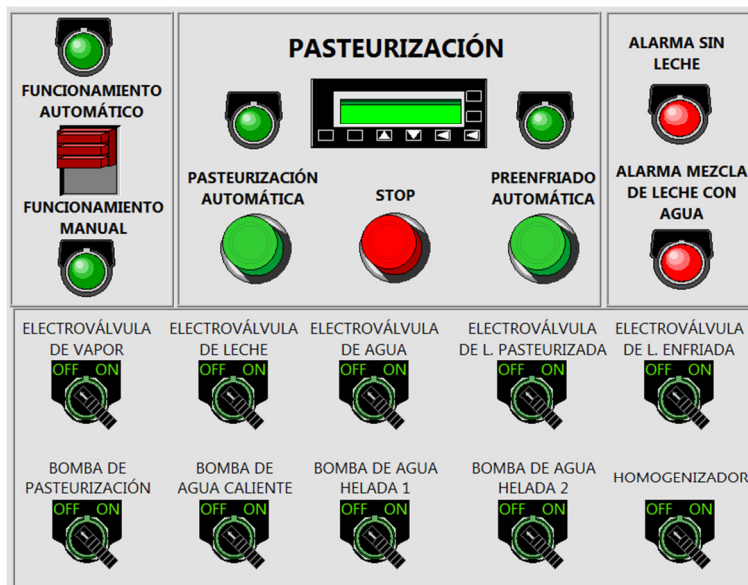 FUNCIONAMIENTO
AUTOMÁTICO
FUNCIONAMIENTO
MANUAL
PASTEURIZACIÓN
PASTEURIZACIÓN
AUTOMÁTICA
STOP
PREENFRIADO
AUTOMÁTICA
ALARMA SIN
LECHE
ALARMA MEZCLA
DE LECHE CON
AGUA
ELECTROVÁLVULA
DE VAPOR
OFF ON
ELECTROVÁLVULA
DE LECHE
OFF ON
ELECTROVÁLVULA
DE AGUA
OFF ON
ELECTROVÁLVULA
DE L. PASTEURIZADA
OFF ON
ELECTROVÁLVULA
DE L. ENFRIADA
OFF ON
BOMBA DE
PASTEURIZACIÓN
OFF ON
BOMBA DE
AGUA CALIENTE
OFF ON
BOMBA DE AGUA
HELADA 1
OFF ON
BOMBA DE AGUA
HELADA 2
OFF ON
HOMOGENIZADOR
OFF ON